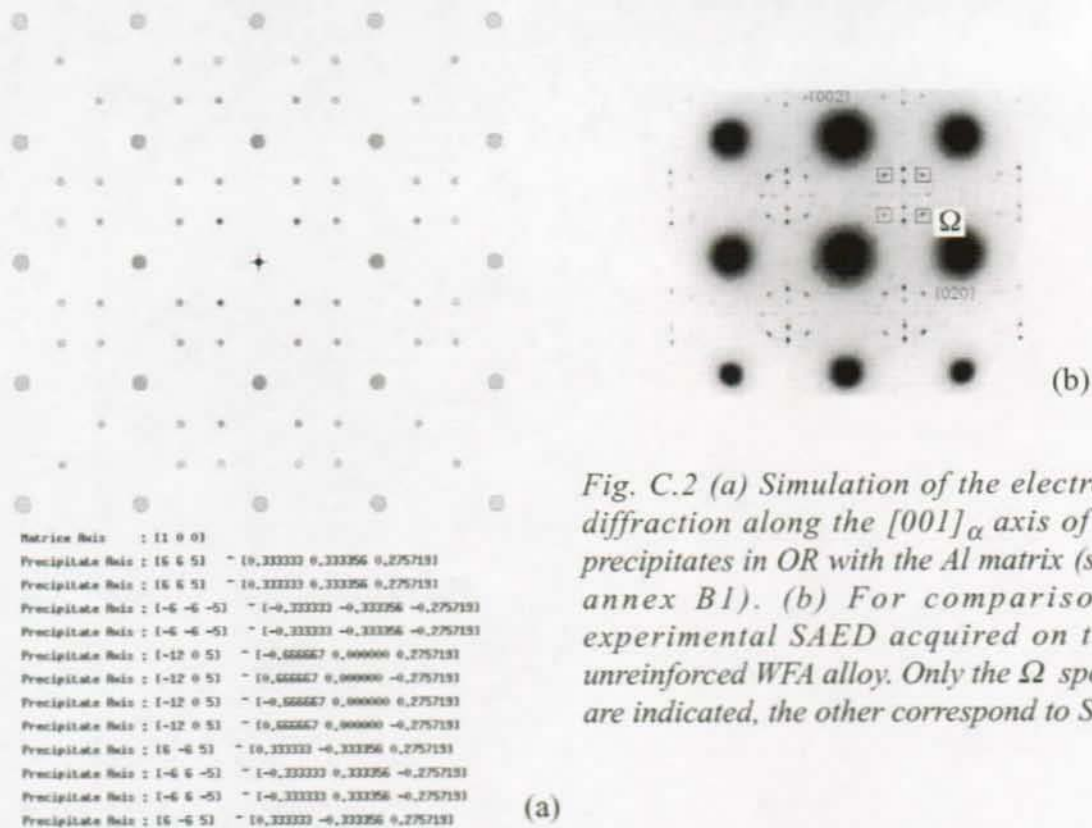 [002]
Ω
[020]
(b)
Fig. C.2 (a) Simulation of the electr
diffraction along the [001]α axis of
precipitates in OR with the Al matrix (s
annex B1). (b) For compariso
experimental SAED acquired on t
unreinforced WFA alloy. Only the Ω sp
are indicated, the other correspond to S
Matrice Axis : [1 0 0]
Precipitate Axis : [6 6 5] ~ [0,333333 0,333356 0,275719]
Precipitate Axis : [6 6 5] ~ [0,333333 0,333356 0,275719]
Precipitate Axis : [-6 -6 -5] ~ [-0,333333 -0,333356 -0,275719]
Precipitate Axis : [-6 -6 -5] ~ [-0,333333 -0,333356 -0,275719]
Precipitate Axis : [-12 0 5] ~ [-0,666667 0,000000 0,275719]
Precipitate Axis : [-12 0 5] ~ [0,666667 0,000000 -0,275719]
Precipitate Axis : [-12 0 5] ~ [-0,666667 0,000000 0,275719]
Precipitate Axis : [-12 0 5] ~ [0,666667 0,000000 -0,275719]
Precipitate Axis : [6 -6 5] ~ [0,333333 -0,333356 0,275719]
Precipitate Axis : [-6 6 -5] ~ [-0,333333 0,333356 -0,275719]
Precipitate Axis : [-6 6 -5] ~ [-0,333333 0,333356 -0,275719]
Precipitate Axis : [6 -6 5] ~ [0,333333 -0,333356 0,275719]
(a)